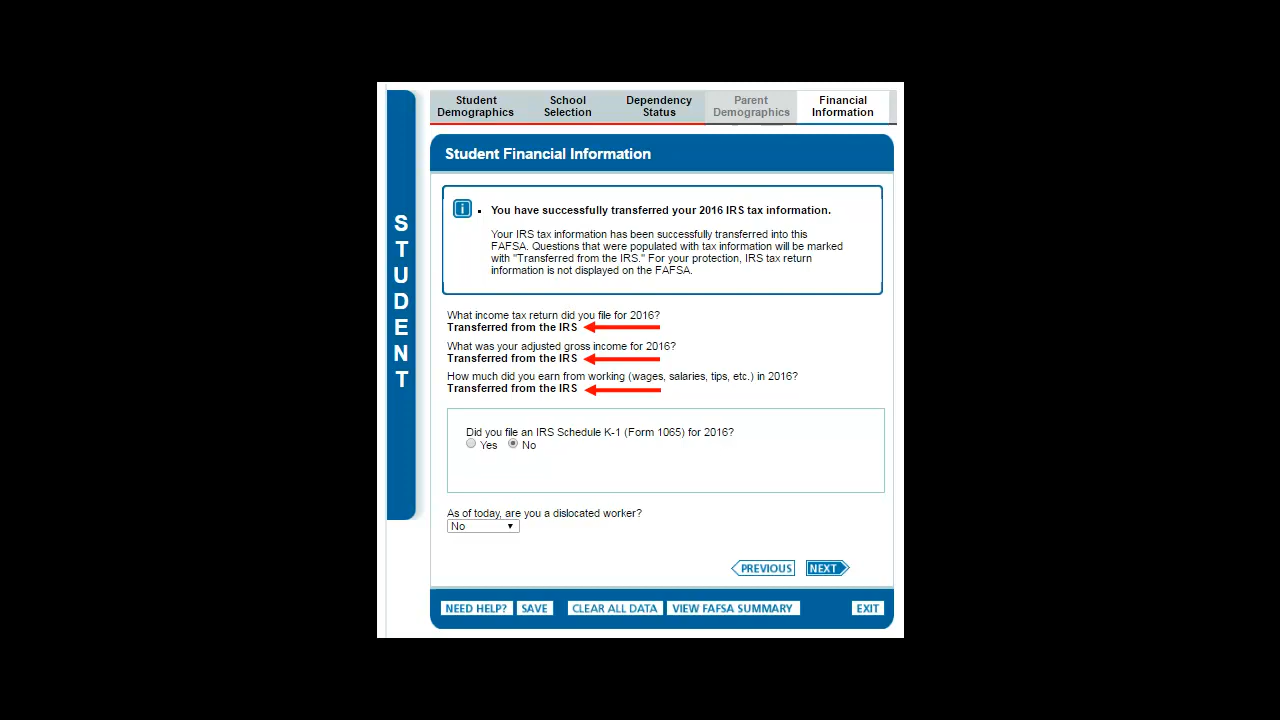 Student Demographics
School Selection
Dependency Status
Parent Demographics
Financial Information
STUDENT
Student Financial Information
i
You have successfully transferred your 2016 IRS tax information.
Your IRS tax information has been successfully transferred into this
FAFSA. Questions that were populated with tax information will be marked
with "Transferred from the IRS." For your protection, IRS tax return
information is not displayed on the FAFSA.
What income tax return did you file for 2016?
Transferred from the IRS
What was your adjusted gross income for 2016?
Transferred from the IRS
How much did you earn from working (wages, salaries, tips, etc.) in 2016?
Transferred from the IRS
Did you file an IRS Schedule K-1 (Form 1065) for 2016?
Yes No
As of today, are you a dislocated worker?
No
PREVIOUS NEXT
NEED HELP? SAVE CLEAR ALL DATA VIEW FAFSA SUMMARY EXIT